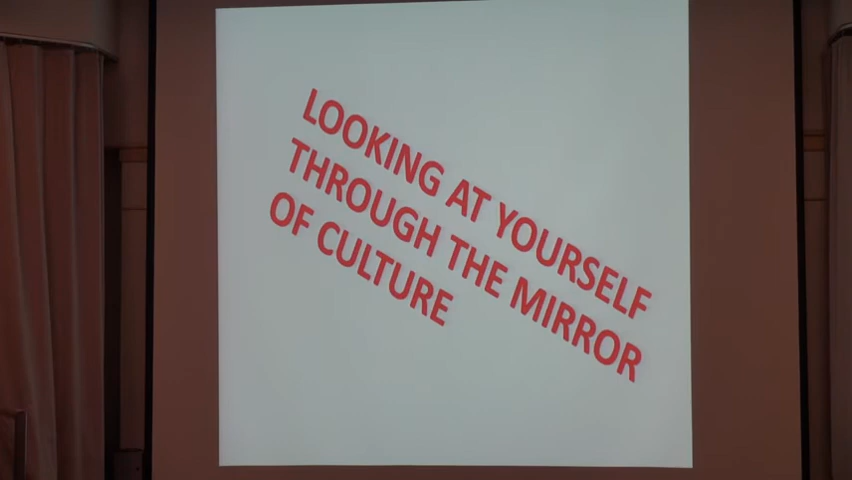 LOOKING AT YOURSELF
THROUGH THE MIRROR
OF CULTURE